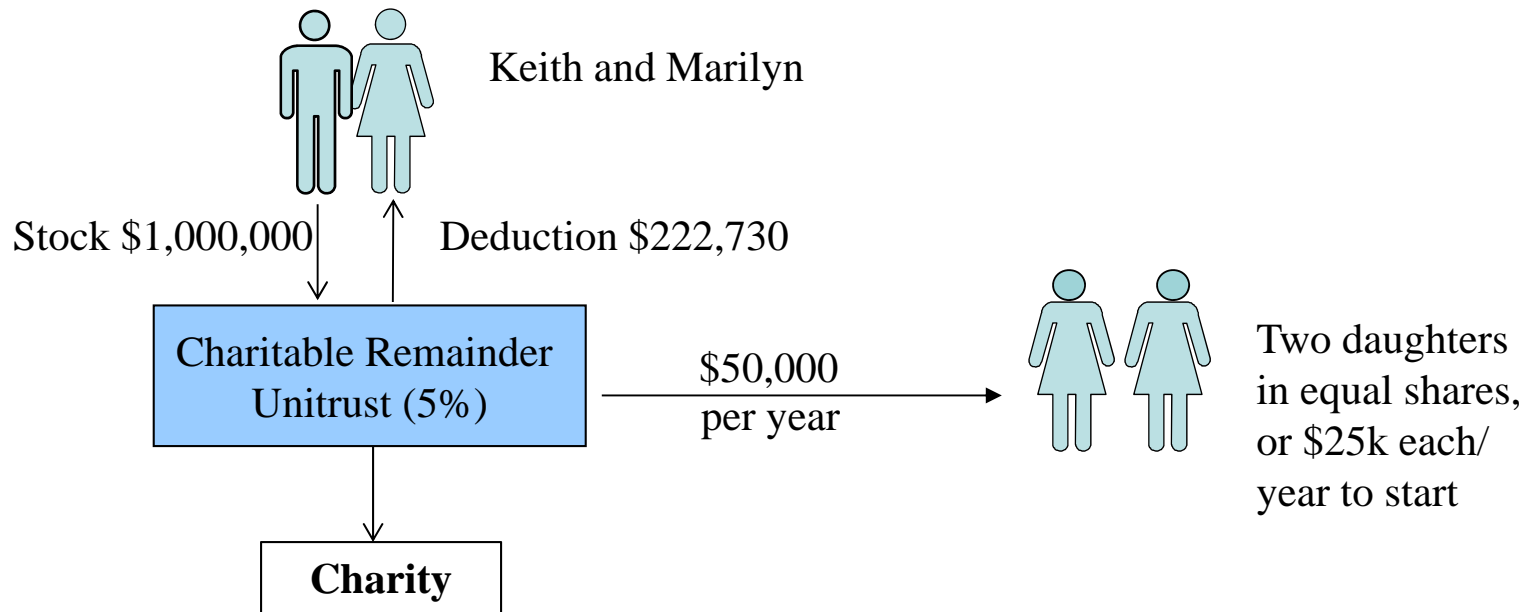 Keith and Marilyn
Stock $1,000,000
Deduction $222,730
Charitable Remainder
Unitrust (5%)
$50,000
per year
Two daughters
in equal shares,
or $25k each/
year to start
Charity